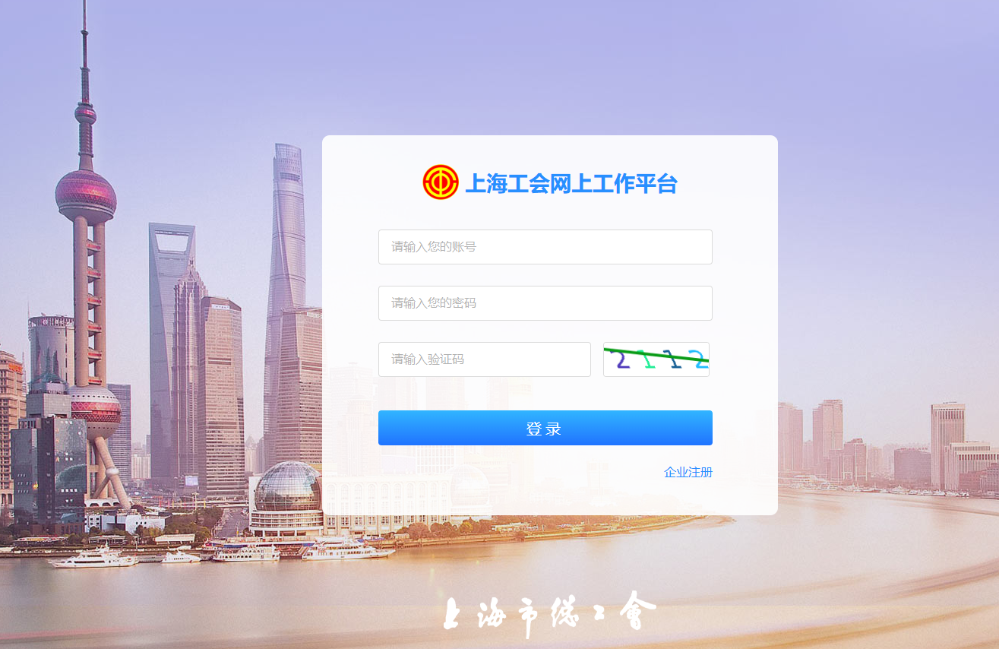 上海工会网上工作平台
请输入您的账号
请输入您的密码
请输入验证码
2112
登录
企业注册
上海市总工會